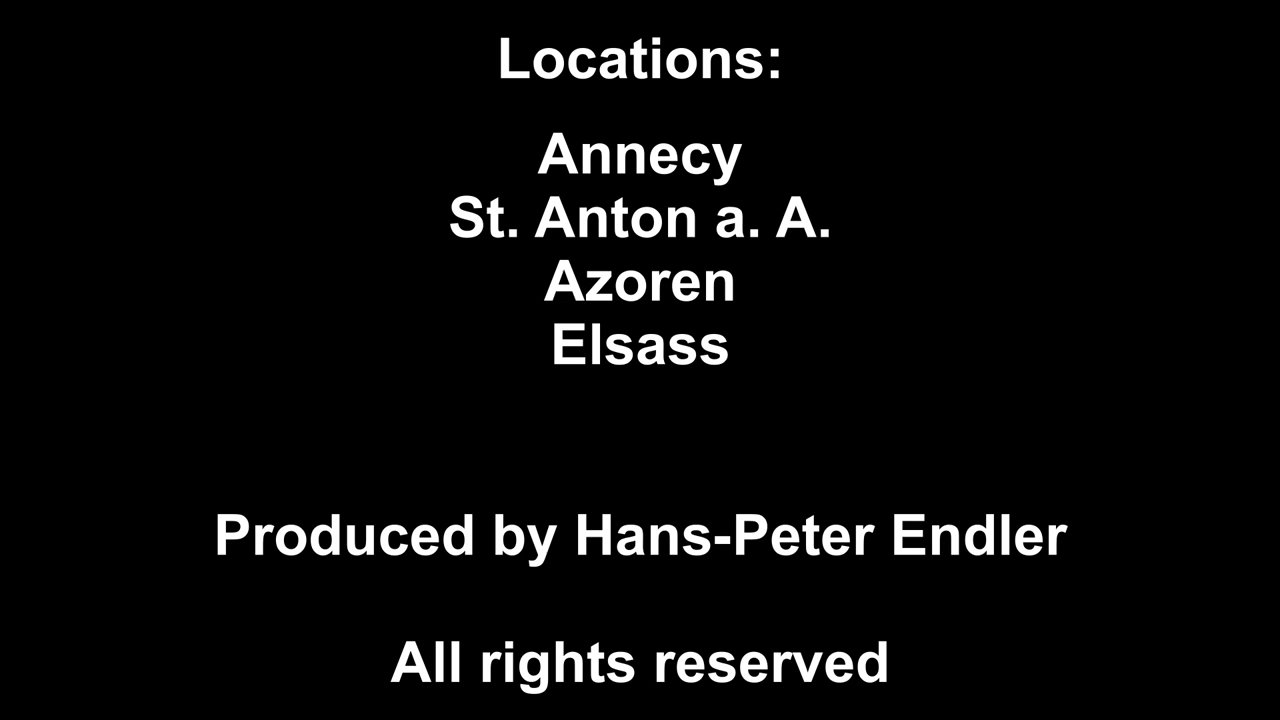 Locations:
Annecy
St. Anton a. A.
Azoren
Elsass
Produced by Hans-Peter Endler
All rights reserved